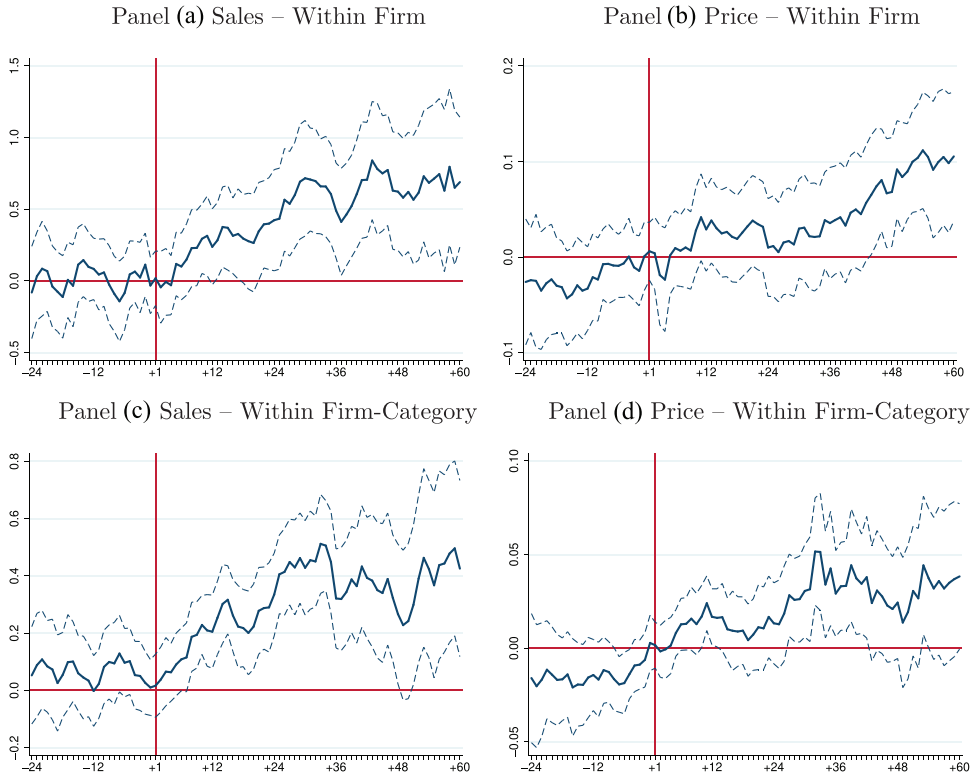 Panel (a) Sales – Within Firm
Panel (b) Price – Within Firm
1.5
1.0
0.5
0.0
−0.5
−24 −12 +1 +12 +24 +36 +48 +60
0.2
0.1
0.0
−0.1
−24 −12 +1 +12 +24 +36 +48 +60
Panel (c) Sales – Within Firm-Category
Panel (d) Price – Within Firm-Category
0.8
0.6
0.4
0.2
0.0
−0.2
−24 −12 +1 +12 +24 +36 +48 +60
0.10
0.05
0.00
−0.05
−24 −12 +1 +12 +24 +36 +48 +60